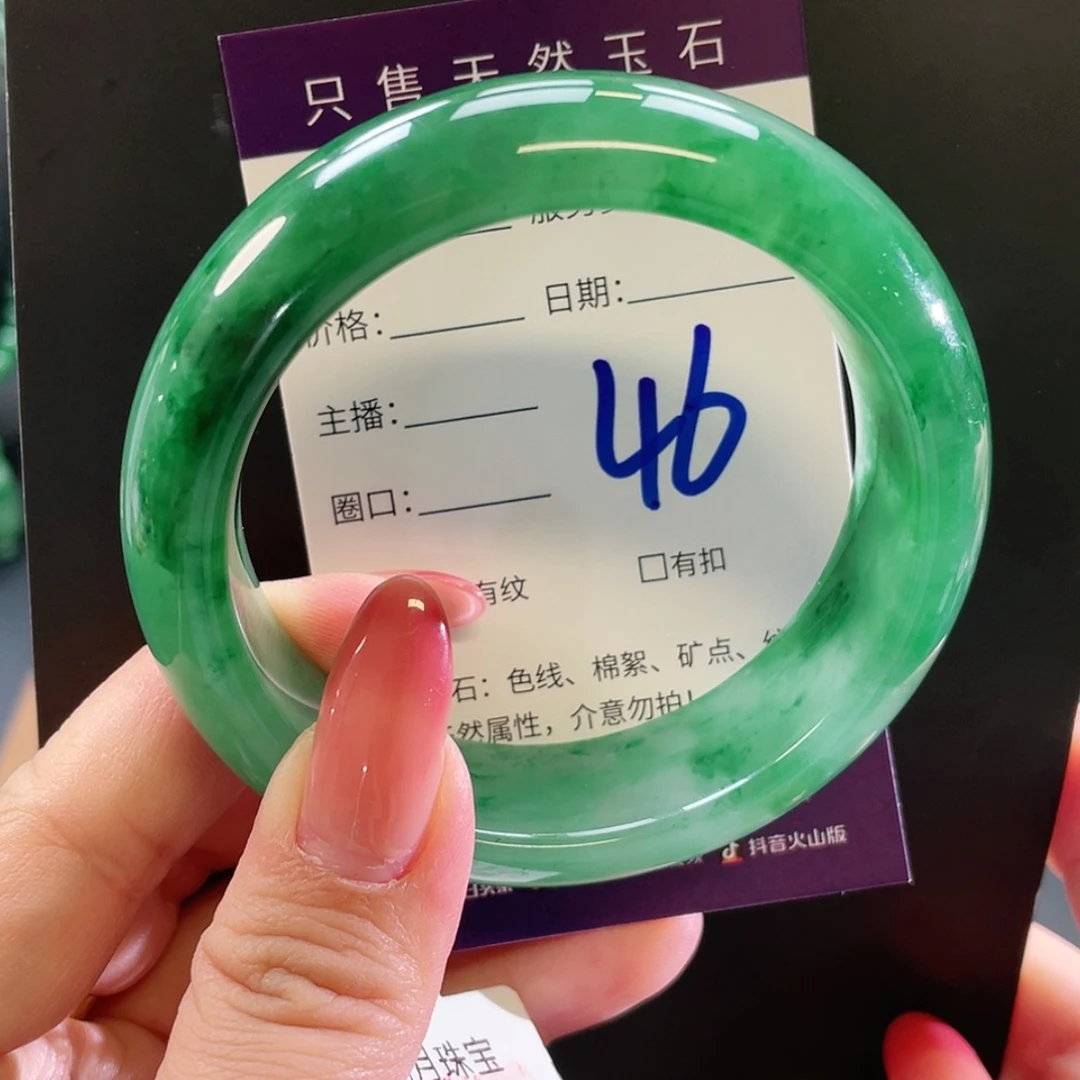 只售天然玉石
价格：
日期：
主播：
46
圈口：
有纹
□有扣
石：色线、棉絮、矿点、
然属性，介意勿拍！
抖音火山版
珠宝